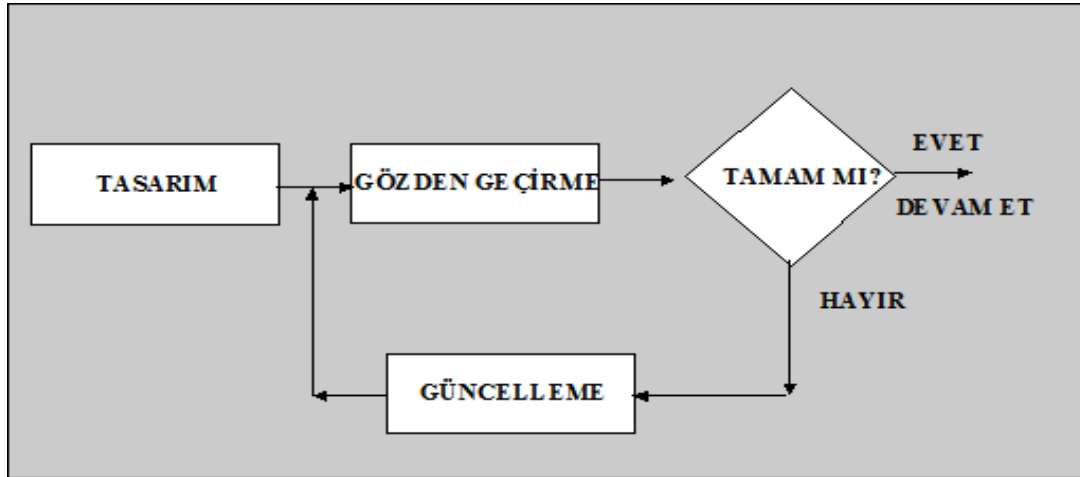 TASARIM
GÖZDEN GEÇİRME
TAMAM MI?
EVET
DEVAM ET
HAYIR
GÜNCELLEME